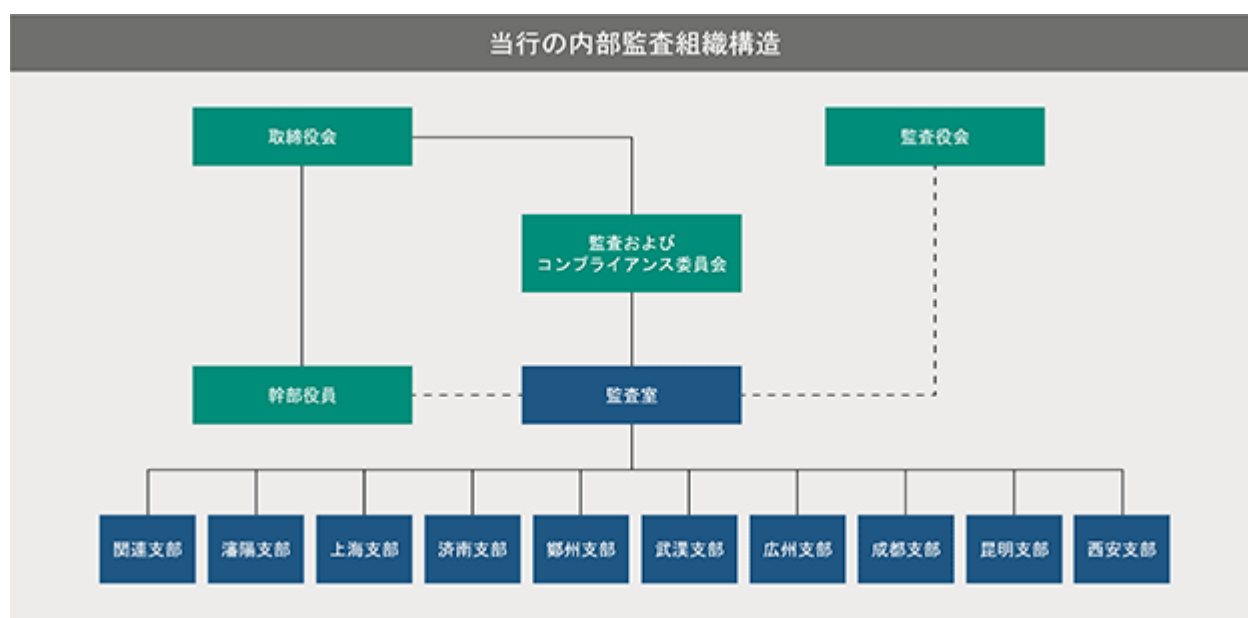 当行の内部監査組織構造
取締役会
監査役会
監査および
コンプライアンス委員会
幹部役員
監査室
関連支部
瀋陽支部
上海支部
済南支部
鄭州支部
武漢支部
広州支部
成都支部
昆明支部
西安支部